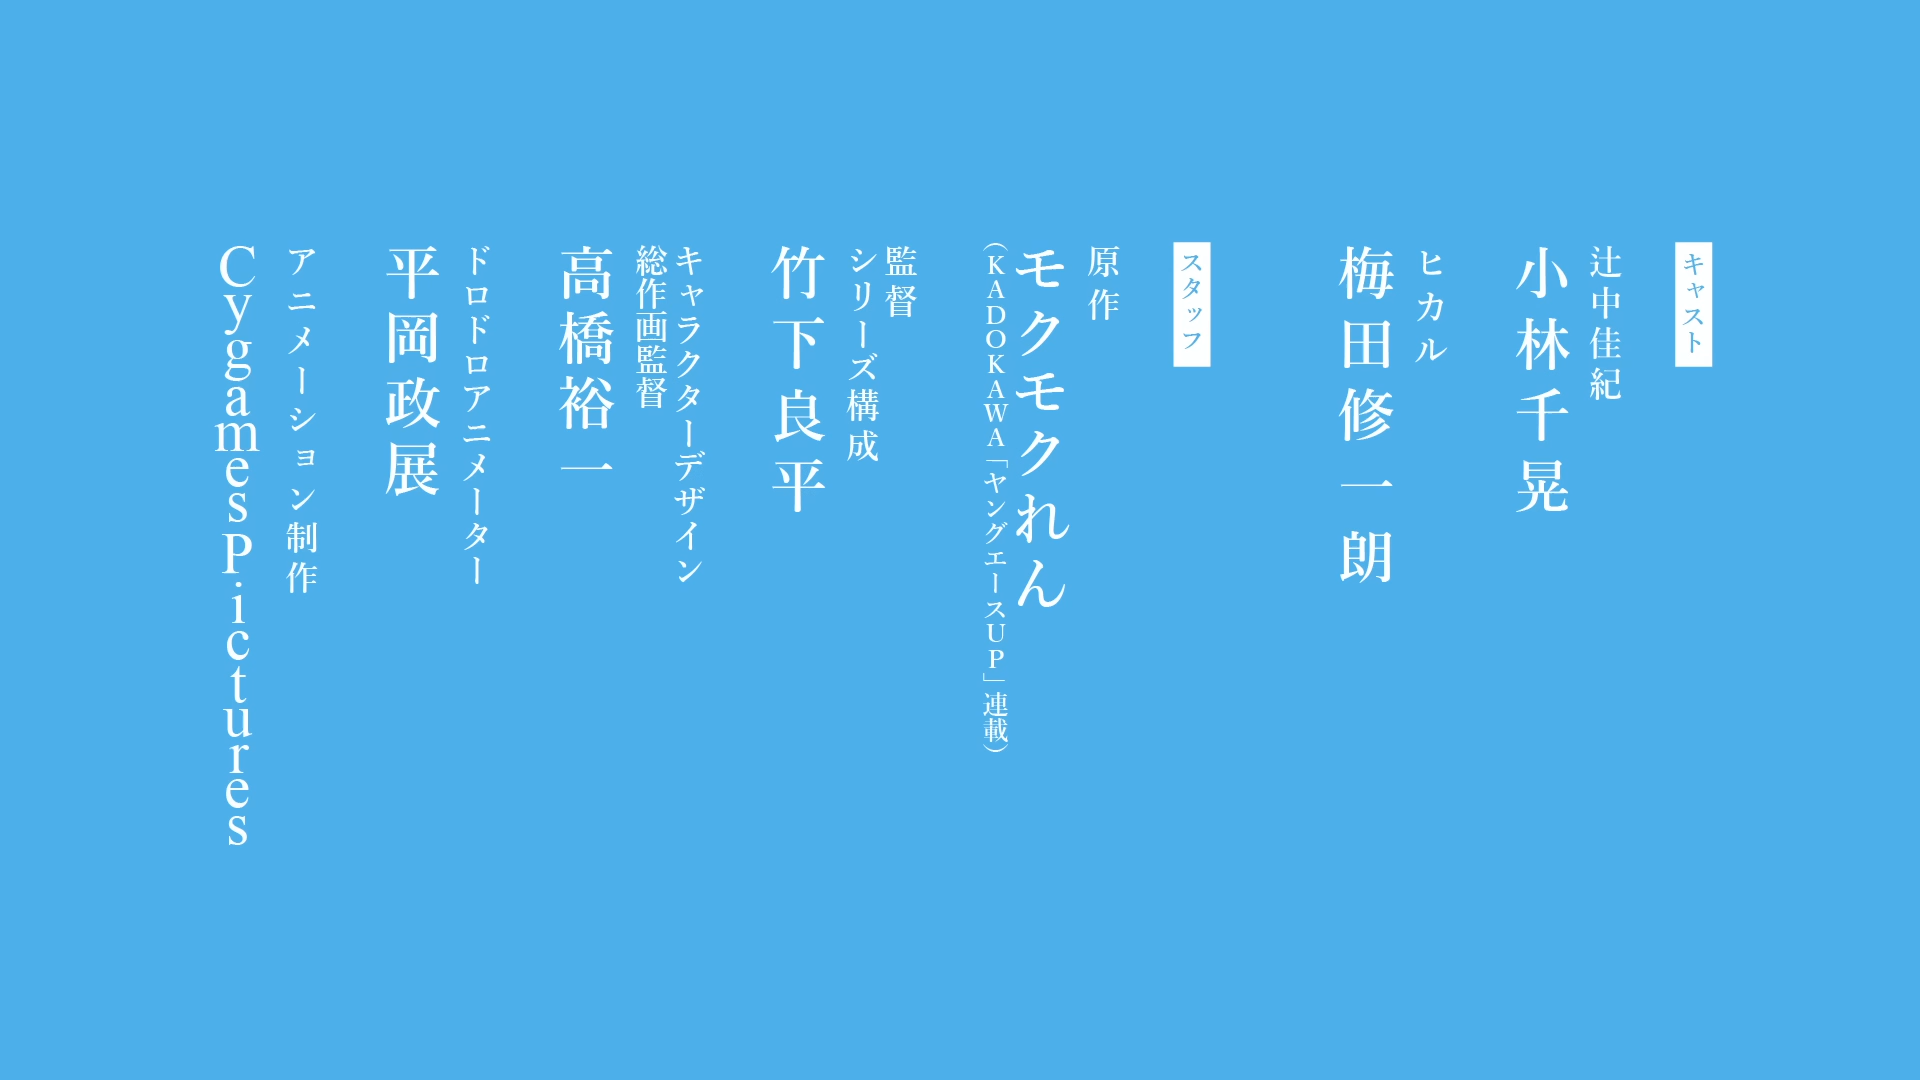 キャスト
辻中佳紀
小林千晃
ヒカル
梅田修一朗
スタッフ
原作
モクモクれん
（KADOKAWA「ヤングエースUP」連載）
監督
シリーズ構成
竹下良平
キャラクターデザイン
総作画監督
高橋裕一
ドロドロアニメーター
平岡政展
アニメーション制作
CygamesPictures